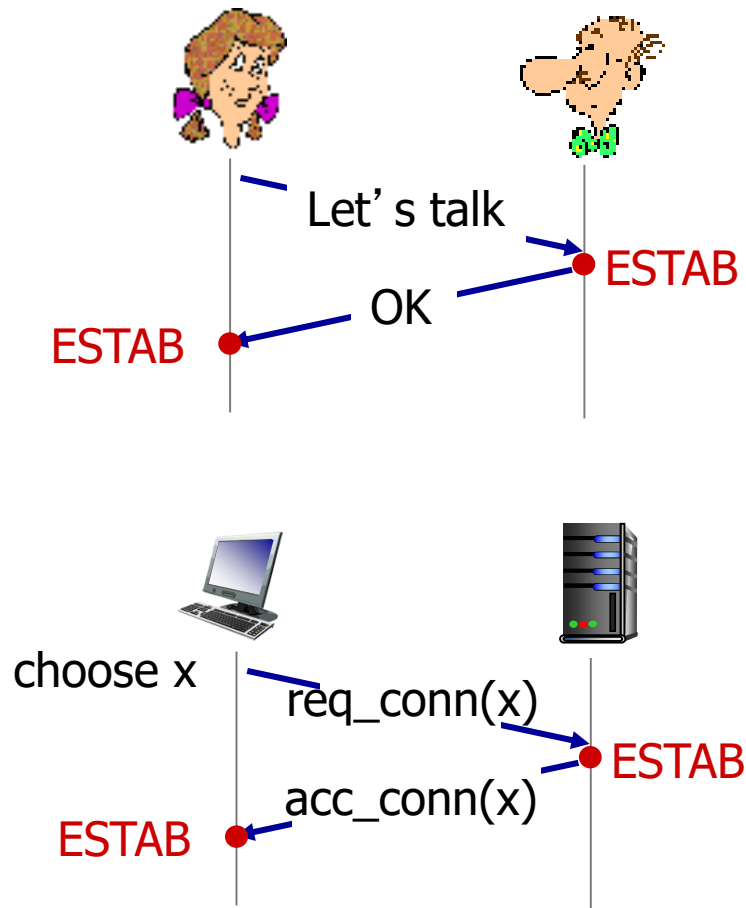 Let’s talk
ESTAB
OK
ESTAB
choose x
req_conn(x)
ESTAB
acc_conn(x)
ESTAB